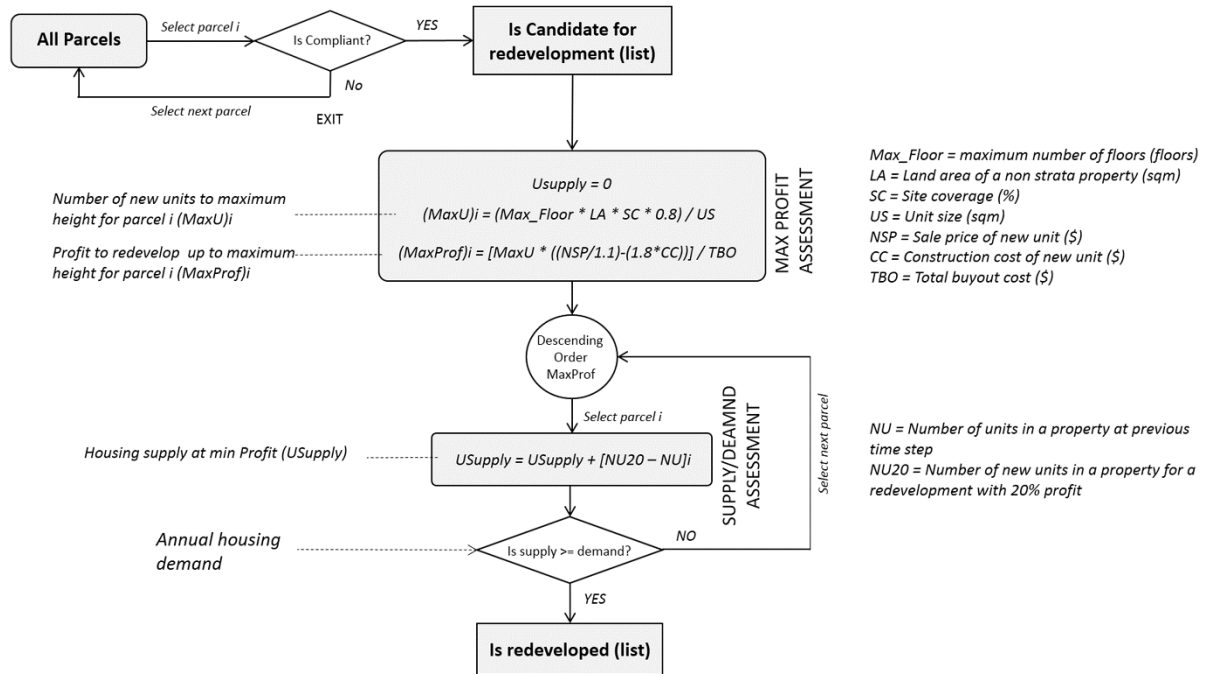 All Parcels
Select parcel i
Is Compliant?
YES
Is Candidate for
redevelopment (list)
No
Select next parcel
EXIT
Number of new units to maximum
height for parcel i (MaxU)i
Profit to redevelop up to maximum
height for parcel i (MaxProf)i
Usupply = 0
(MaxU)i = (Max_Floor * LA * SC * 0.8) / US
(MaxProf)i = [MaxU * ((NSP/1.1)-(1.8*CC))] / TBO
MAX PROFIT
ASSESSMENT
Max_Floor = maximum number of floors (floors)
LA = Land area of a non strata property (sqm)
SC = Site coverage (%)
US = Unit size (sqm)
NSP = Sale price of new unit ($)
CC = Construction cost of new unit ($)
TBO = Total buyout cost ($)
Descending
Order
MaxProf
Select parcel i
Housing supply at min Profit (USupply)
USupply = USupply + [NU20 – NU]i
SUPPLY/DEAMND
ASSESSMENT
Select next parcel
NU = Number of units in a property at previous
time step
NU20 = Number of new units in a property for a
redevelopment with 20% profit
Annual housing
demand
Is supply >= demand?
NO
YES
Is redeveloped (list)